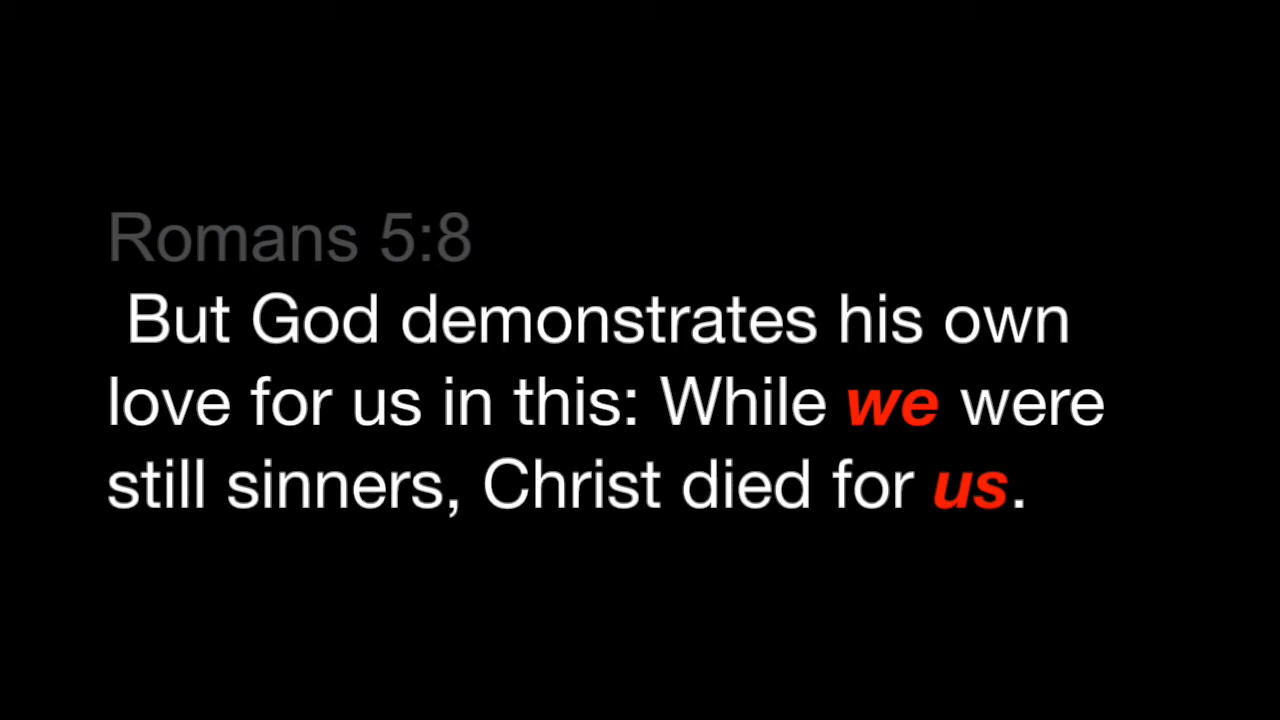 Romans 5:8
But God demonstrates his own
love for us in this: While we were
still sinners, Christ died for us.